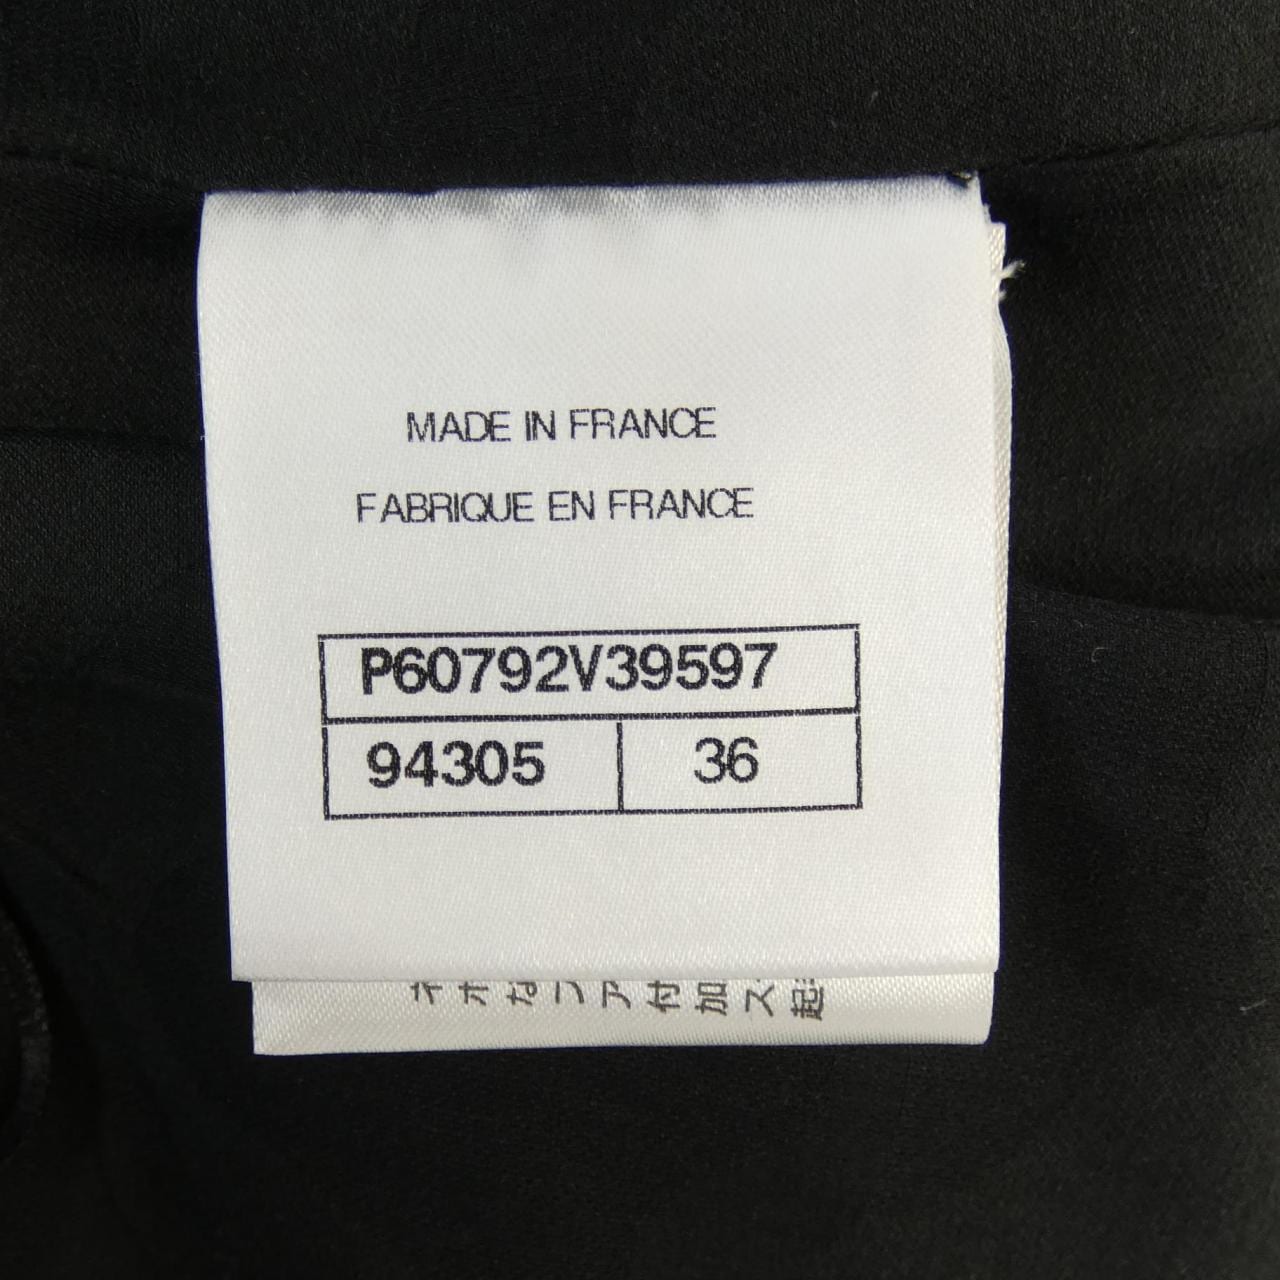 MADE IN FRANCE
FABRIQUE EN FRANCE
P60792V39597
94305 36